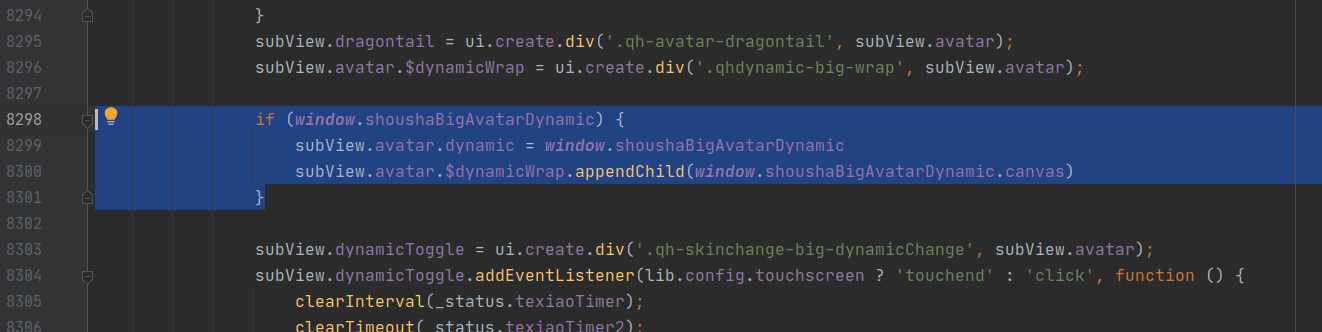 8294 }
8295 subView.dragontail = ui.create.div('.qh-avatar-dragontail', subView.avatar);
8296 subView.avatar.$dynamicWrap = ui.create.div('.qhdynamic-big-wrap', subView.avatar);
8297
8298 if (window.shoushaBigAvatarDynamic) {
8299 subView.avatar.dynamic = window.shoushaBigAvatarDynamic
8300 subView.avatar.$dynamicWrap.appendChild(window.shoushaBigAvatarDynamic.canvas)
8301 }
8302
8303 subView.dynamicToggle = ui.create.div('.qh-skinchange-big-dynamicChange', subView.avatar);
8304 subView.dynamicToggle.addEventListener(lib.config.touchscreen ? 'touchend' : 'click', function () {
8305 clearInterval(_status.texiaoTimer);
8306 clearTimeout(_status.texiaoTimer2);